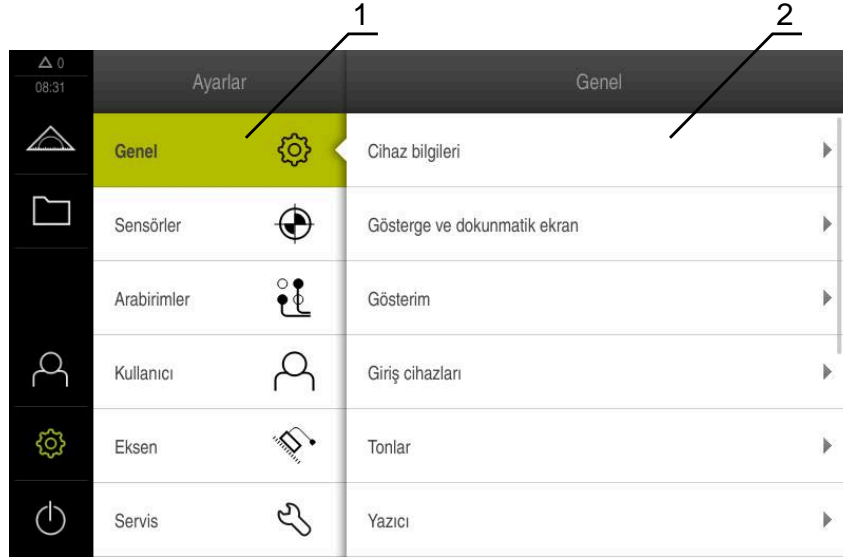 1
2
0
08:31
Ayarlar
Genel
Genel
Sensörler
Arabirimler
Kullanıcı
Eksen
Servis
Cihaz bilgileri
Gösterge ve dokunmatik ekran
Gösterim
Giriş cihazları
Tonlar
Yazıcı